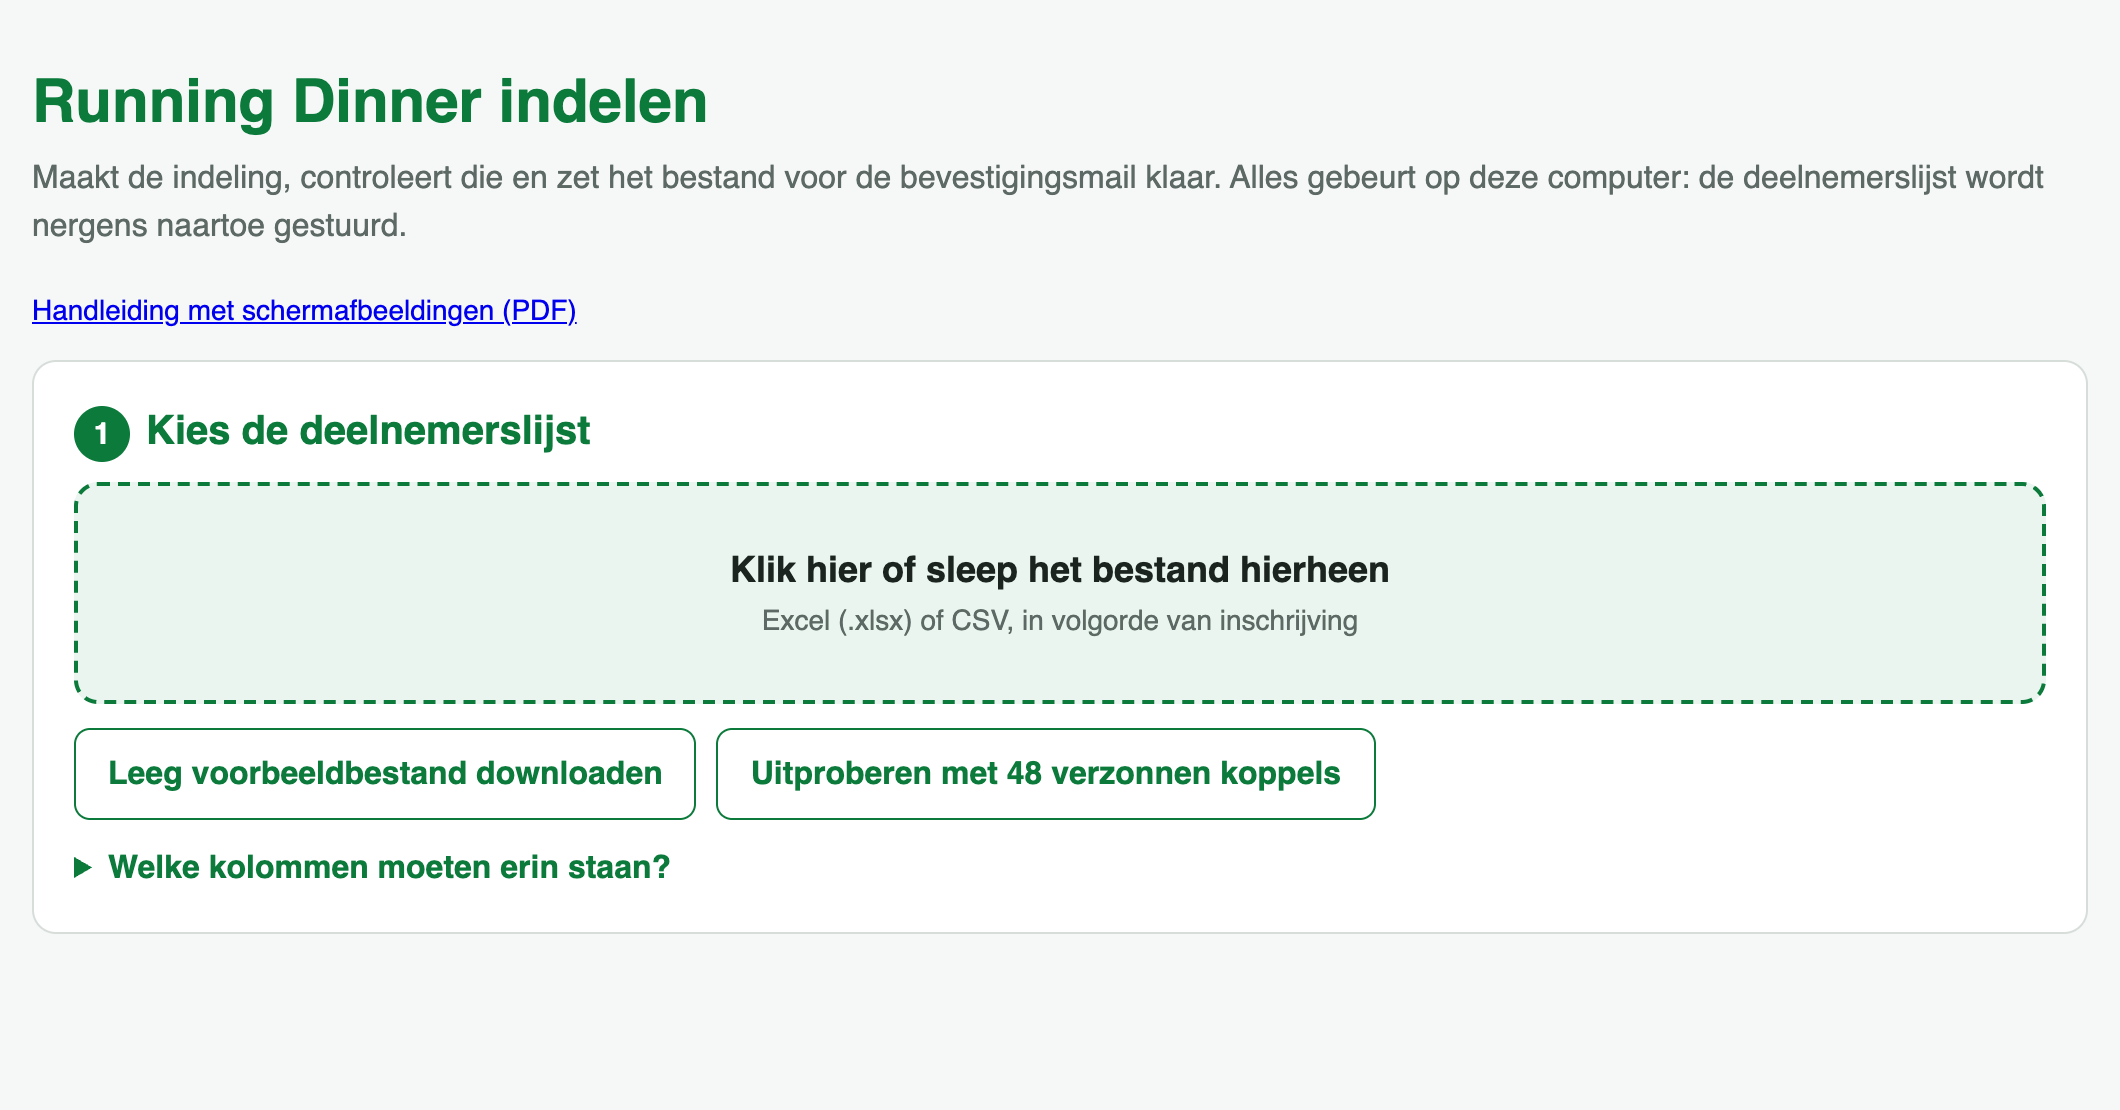 Running Dinner indelen
Maakt de indeling, controleert die en zet het bestand voor de bevestigingsmail klaar. Alles gebeurt op deze computer: de deelnemerslijst wordt
nergens naartoe gestuurd.
Handleiding met schermafbeeldingen (PDF)
1 Kies de deelnemerslijst
Klik hier of sleep het bestand hierheen
Excel (.xlsx) of CSV, in volgorde van inschrijving
Leeg voorbeeldbestand downloaden Uitproberen met 48 verzonnen koppels
Welke kolommen moeten erin staan?